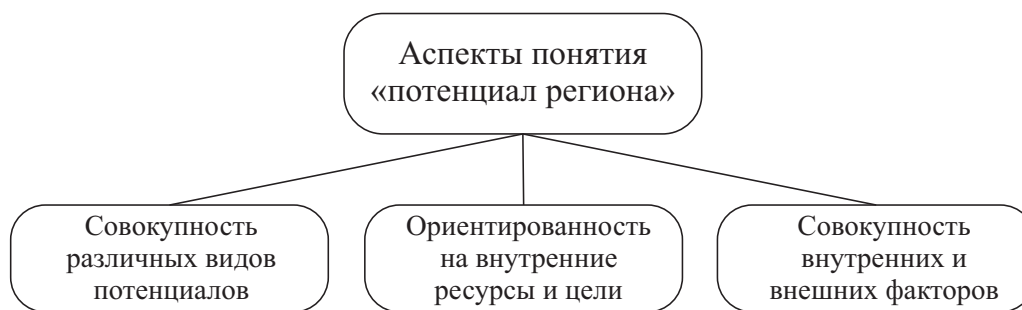 Аспекты понятия
«потенциал региона»
Совокупность
различных видов
потенциалов
Ориентированность
на внутренние
ресурсы и цели
Совокупность
внутренних и
внешних факторов